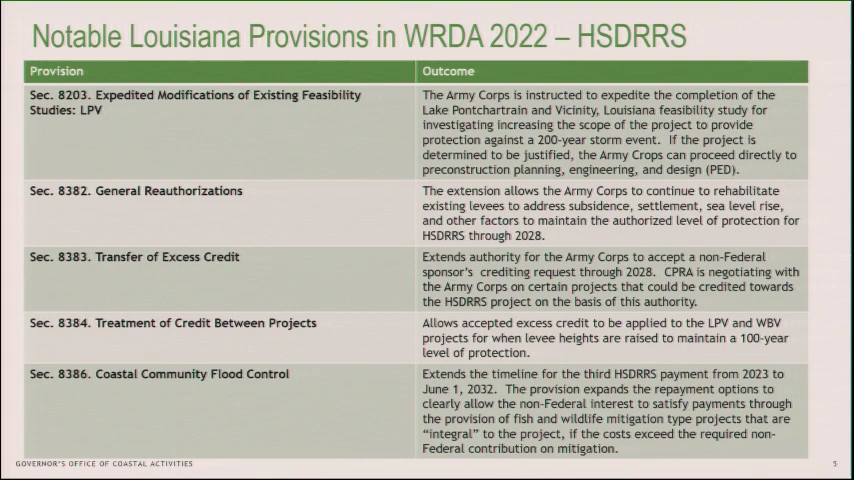 Notable Louisiana Provisions in WRDA 2022 – HSDRRS
Provision
Outcome
Sec. 8203. Expedited Modifications of Existing Feasibility
Studies: LPV
The Army Corps is instructed to expedite the completion of the
Lake Pontchartrain and Vicinity, Louisiana feasibility study for
investigating increasing the scope of the project to provide
protection against a 200-year storm event. If the project is
determined to be justified, the Army Crops can proceed directly to
preconstruction planning, engineering, and design (PED).
Sec. 8382. General Reauthorizations
The extension allows the Army Corps to continue to rehabilitate
existing levees to address subsidence, settlement, sea level rise,
and other factors to maintain the authorized level of protection for
HSDRRS through 2028.
Sec. 8383. Transfer of Excess Credit
Extends authority for the Army Corps to accept a non-Federal
sponsor's crediting request through 2028. CPRA is negotiating with
the Army Corps on certain projects that could be credited towards
the HSDRRS project on the basis of this authority.
Sec. 8384. Treatment of Credit Between Projects
Allows accepted excess credit to be applied to the LPV and WBV
projects for when levee heights are raised to maintain a 100-year
level of protection.
Sec. 8386. Coastal Community Flood Control
Extends the timeline for the third HSDRRS payment from 2023 to
June 1, 2032. The provision expands the repayment options to
clearly allow the non-Federal interest to satisfy payments through
the provision of fish and wildlife mitigation type projects that are
"integral" to the project, if the costs exceed the required non-
Federal contribution on mitigation.
GOVERNOR'S OFFICE OF COASTAL ACTIVITIES
5